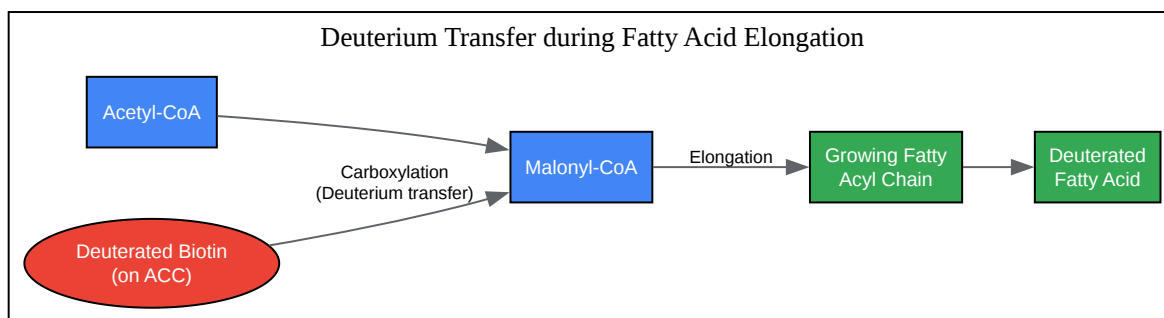 Deuterium Transfer during Fatty Acid Elongation
Acetyl-CoA
Carboxylation
(Deuterium transfer)
Deuterated Biotin
(on ACC)
Malonyl-CoA
Elongation
Growing Fatty
Acyl Chain
Deuterated
Fatty Acid